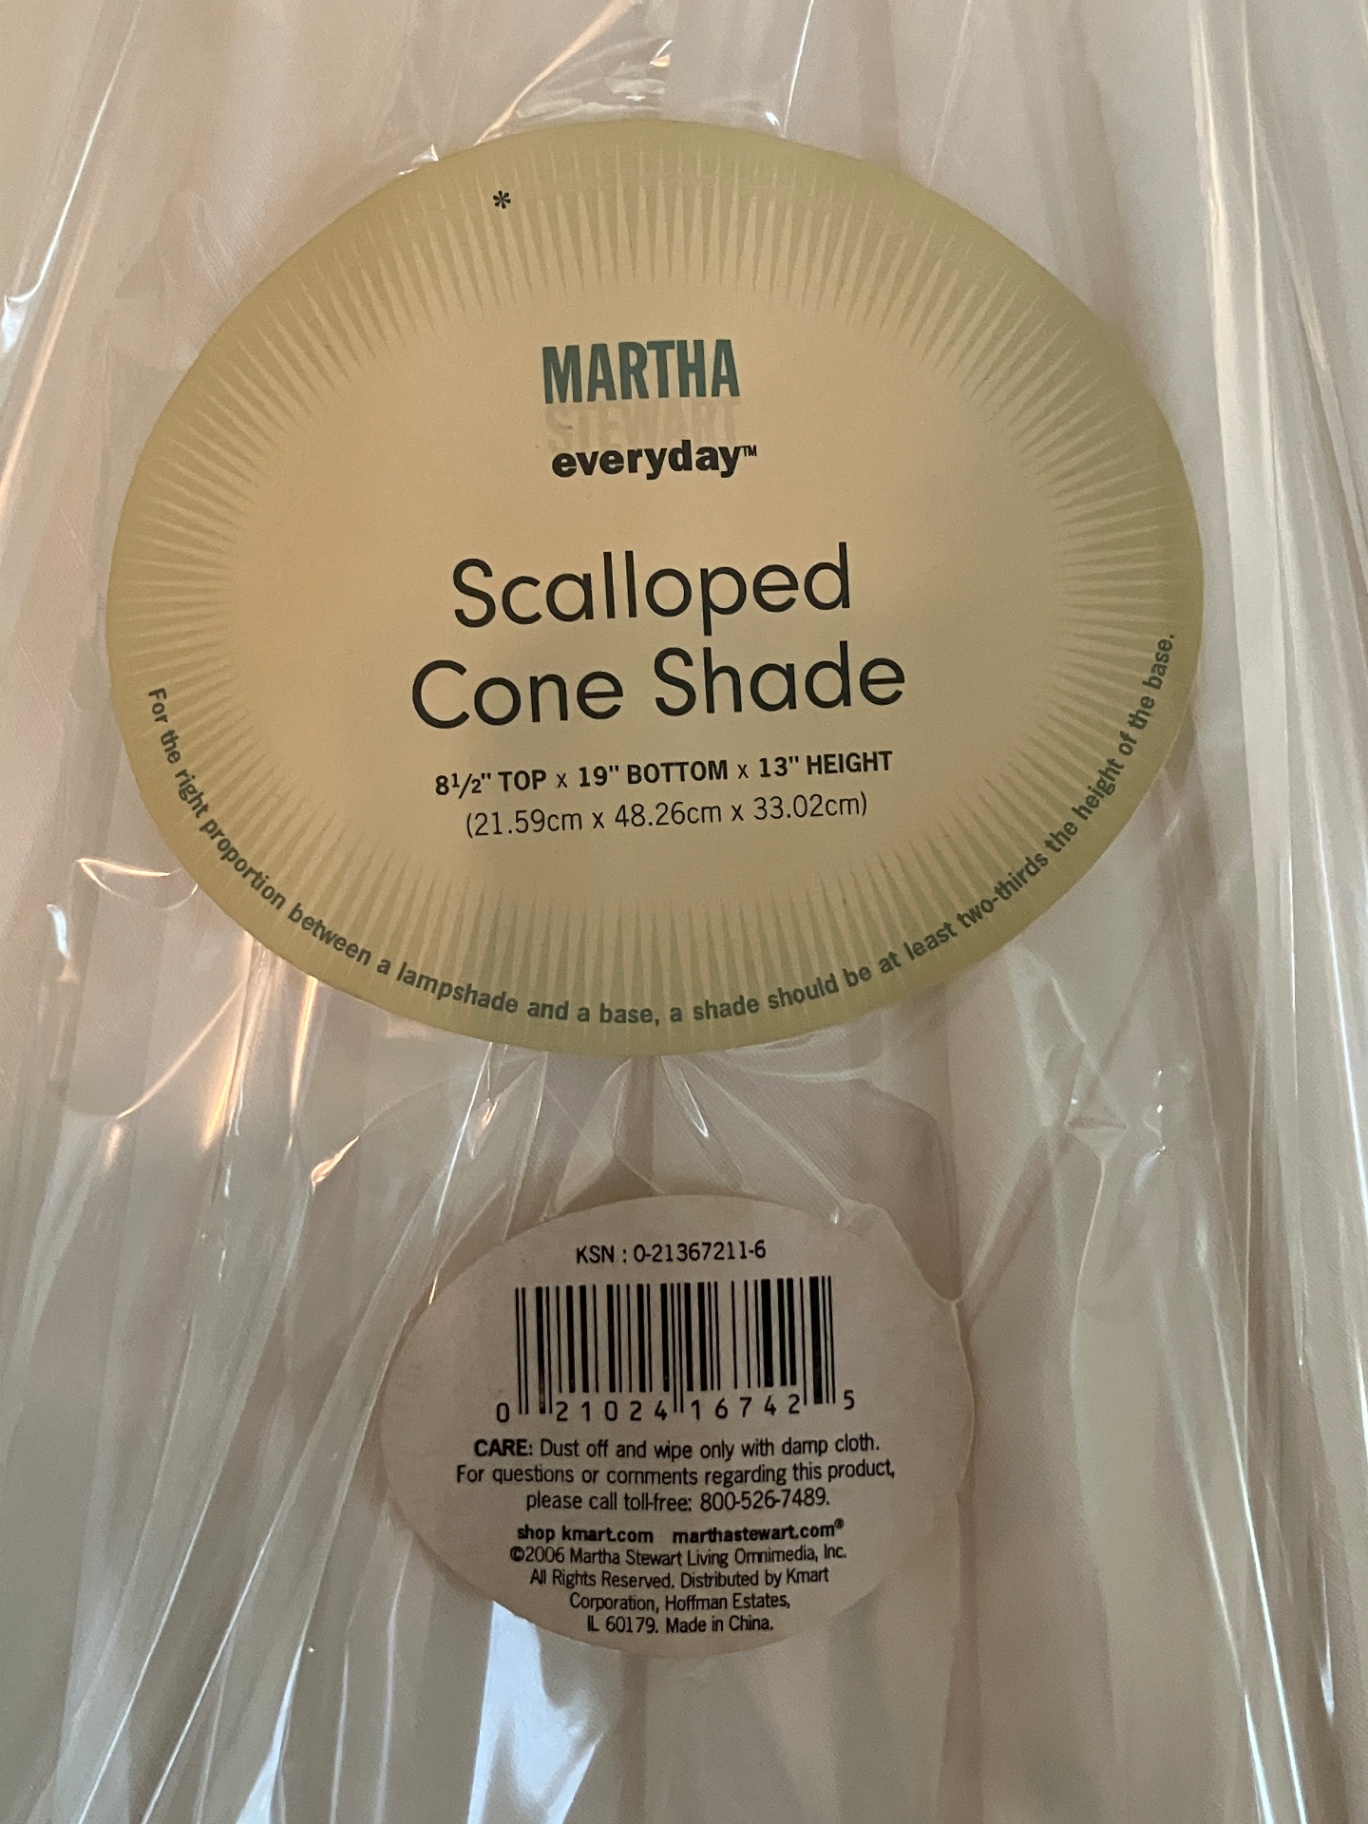 *
MARTHA
STEWART
everyday™
Scalloped
Cone Shade
8½" TOP x 19" BOTTOM x 13" HEIGHT
(21.59cm x 48.26cm x 33.02cm)
For the right proportion between a lampshade and a base, a shade should be at least two-thirds the height of the base.
KSN : 0-21367211-6
0 21024 16742 5
CARE: Dust off and wipe only with damp cloth.
For questions or comments regarding this product,
please call toll-free: 800-526-7489.
shop kmart.com marthastewart.com®
©2006 Martha Stewart Living Omnimedia, Inc.
All Rights Reserved. Distributed by Kmart
Corporation, Hoffman Estates,
IL 60179. Made in China.